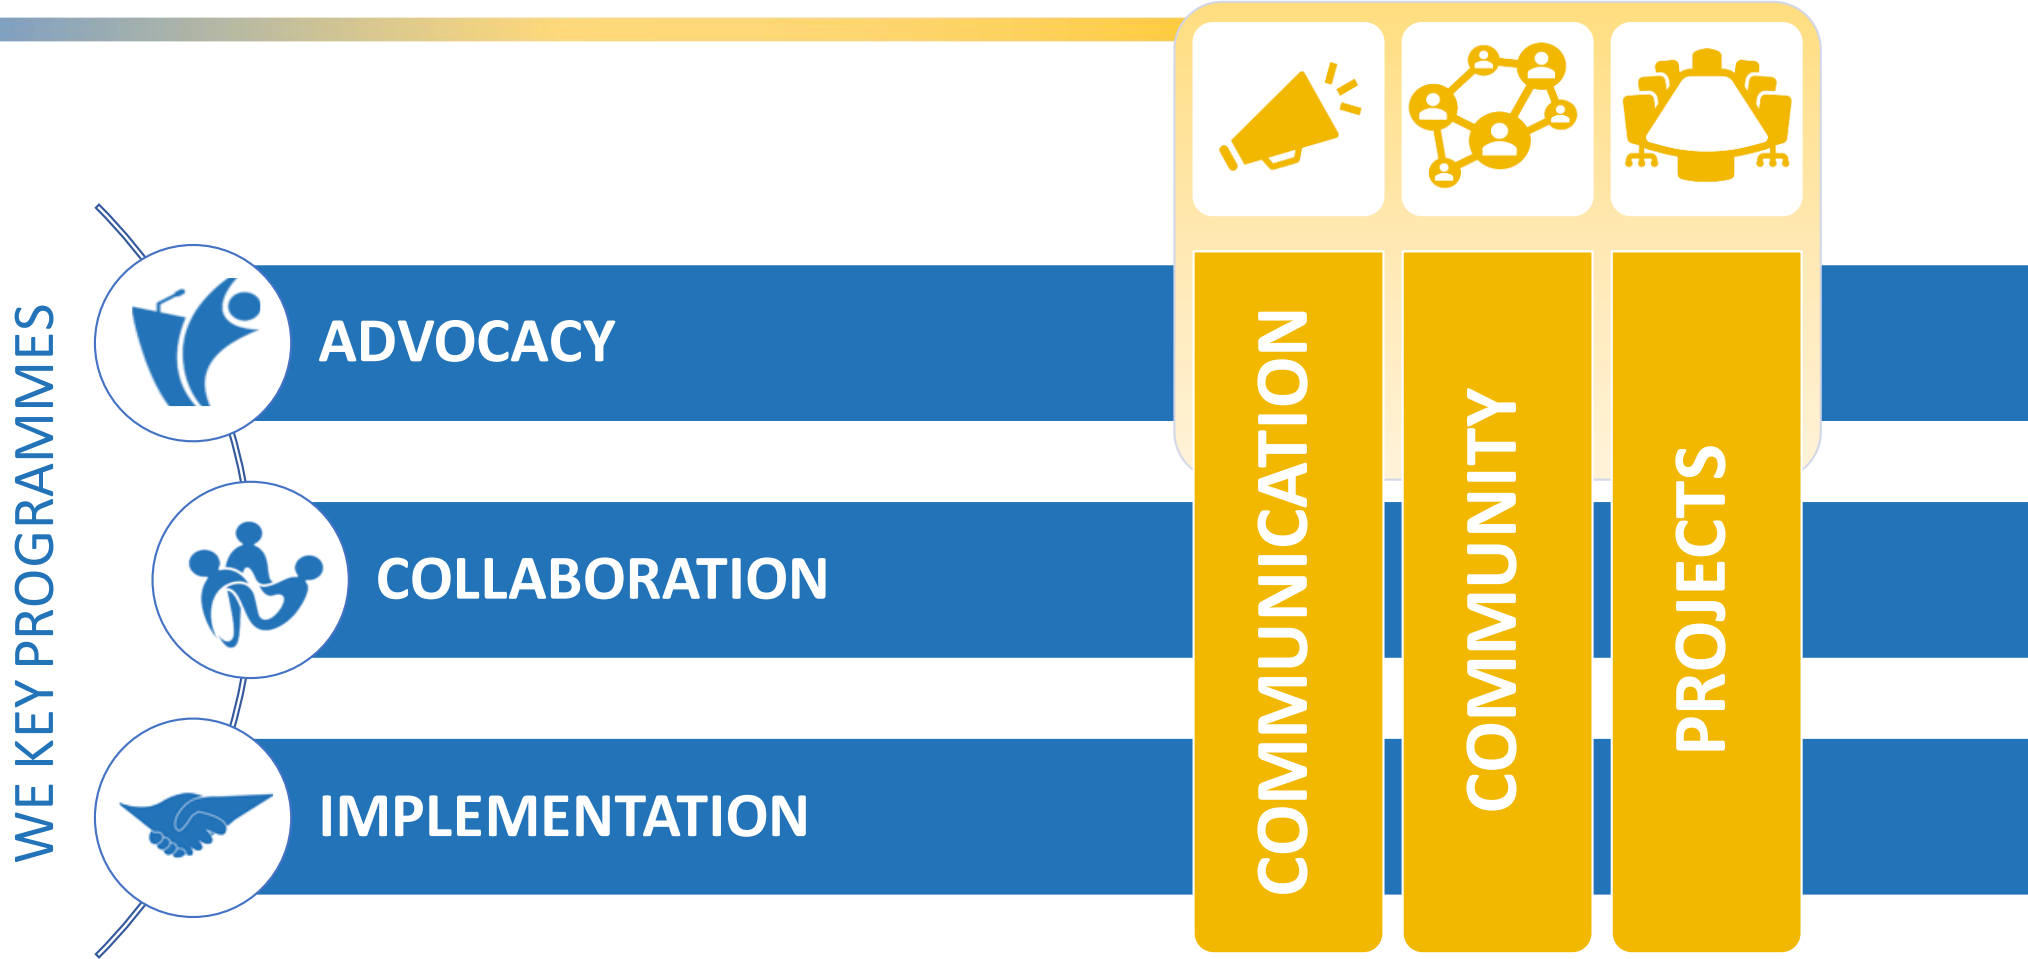 WE KEY PROGRAMMES
ADVOCACY
COLLABORATION
IMPLEMENTATION
COMMUNICATION
COMMUNITY
PROJECTS